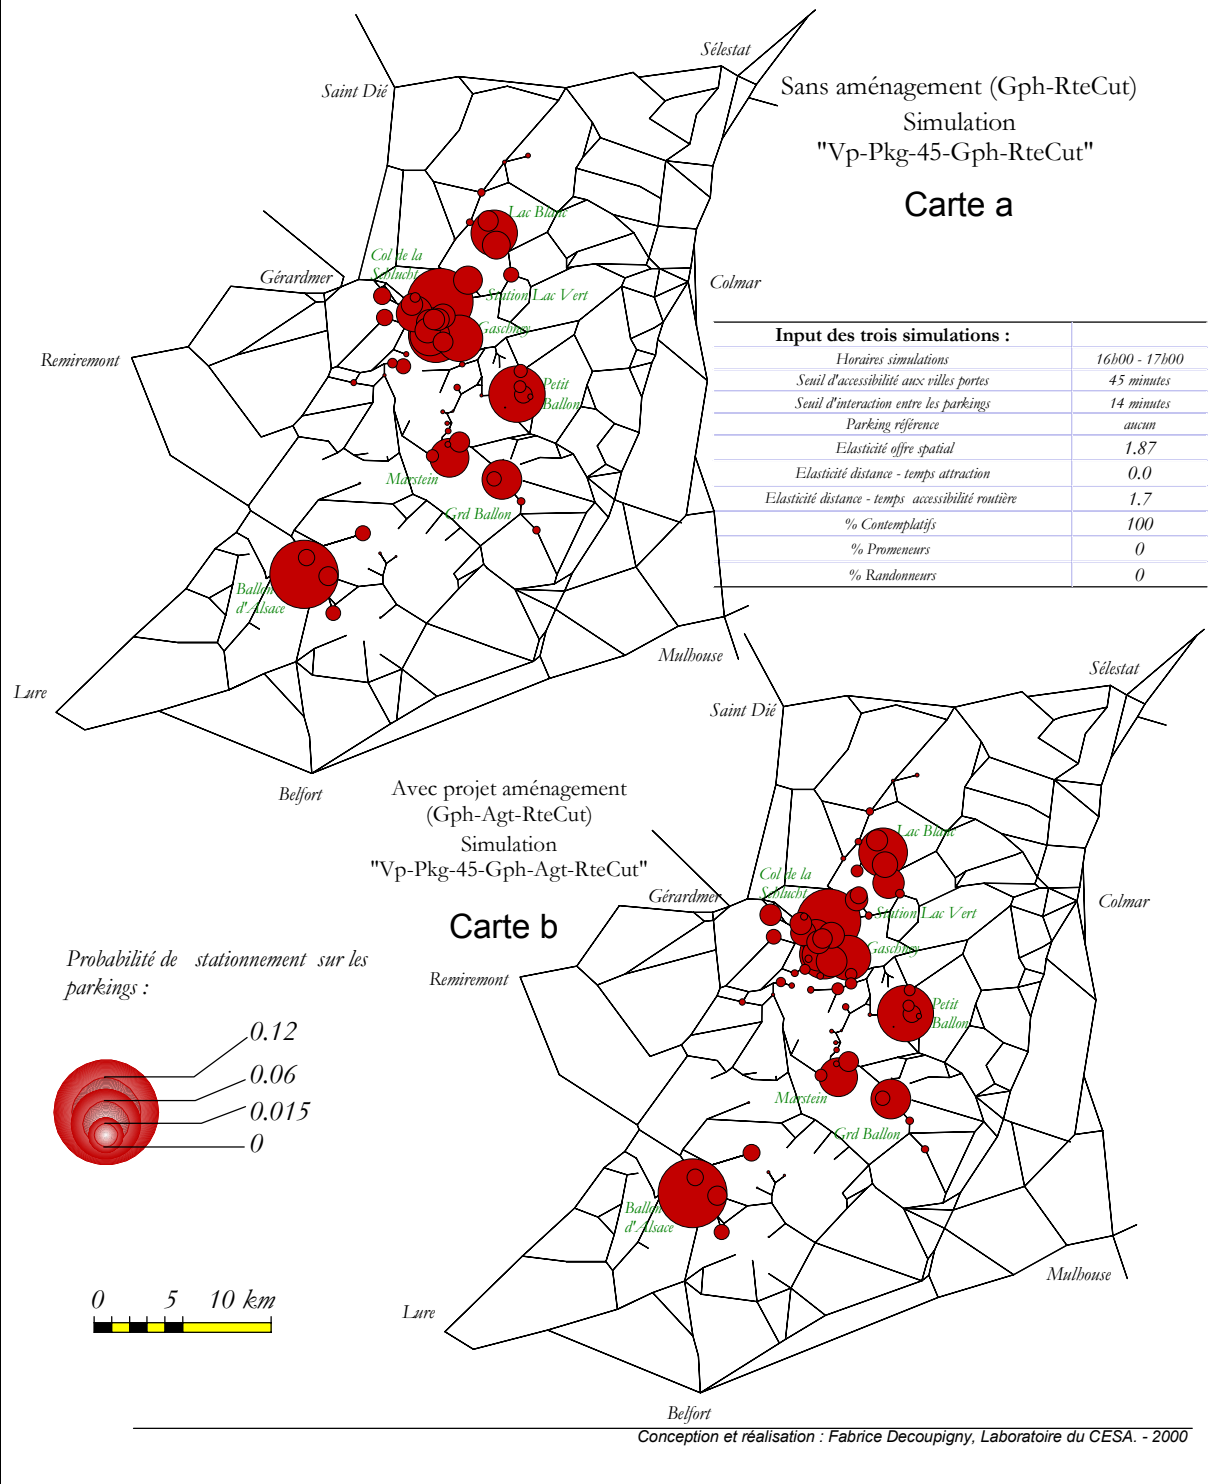 Sélestat
Saint Dié
Sans aménagement (Gph-RteCut)
Simulation
"Vp-Pkg-45-Gph-RteCut"
Carte a
Lac Blanc
Col de la
Schlucht
Gérardmer
Station Lac Vert
Colmar
Gaschney
Remiremont
Petit
Ballon
Marstein
Grd Ballon
Ballon
d'Alsace
Lure
Mulhouse
Belfort
Input des trois simulations :
Horaires simulations 16h00 - 17h00
Seuil d'accessibilité aux villes portes 45 minutes
Seuil d'interaction entre les parkings 14 minutes
Parking référence aucun
Elasticité offre spatial 1.87
Elasticité distance - temps attraction 0.0
Elasticité distance - temps accessibilité routière 1.7
% Contemplatifs 100
% Promeneurs 0
% Randonneurs 0
Sélestat
Saint Dié
Avec projet aménagement
(Gph-Agt-RteCut)
Simulation
"Vp-Pkg-45-Gph-Agt-RteCut"
Carte b
Lac Blanc
Col de la
Schlucht
Gérardmer
Station Lac Vert
Colmar
Gaschney
Remiremont
Petit
Ballon
Marstein
Grd Ballon
Ballon
d'Alsace
Mulhouse
Lure
Belfort
Probabilité de stationnement sur les
parkings :
0.12
0.06
0.015
0
0 5 10 km
Conception et réalisation : Fabrice Decoupigny, Laboratoire du CESA. - 2000